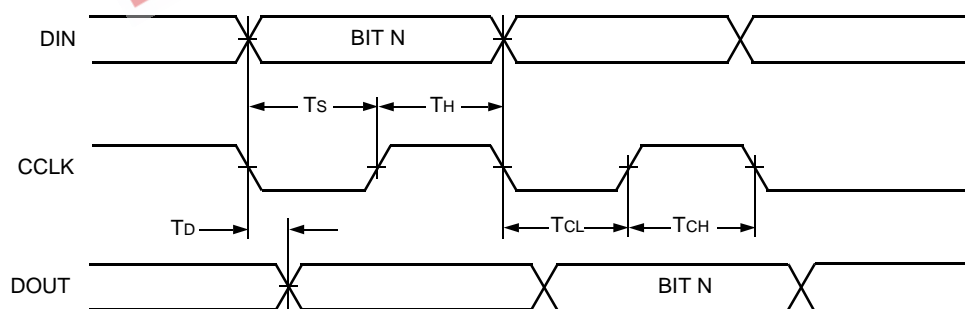 DIN
BIT N
TS
TH
CCLK
TD
TCL
TCH
DOUT
BIT N